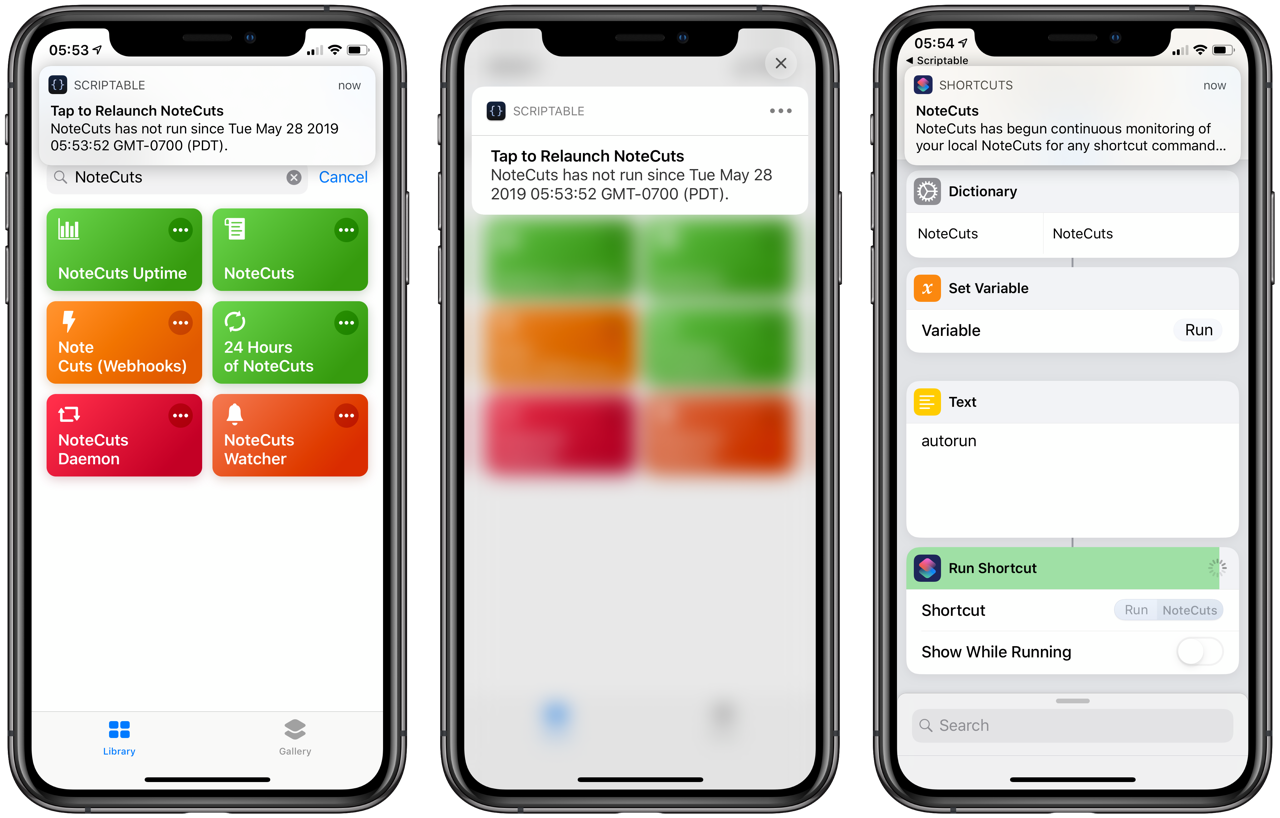 05:53
SCRIPTABLE
now
Tap to Relaunch NoteCuts
NoteCuts has not run since Tue May 28 2019
05:53:52 GMT-0700 (PDT).
NoteCuts
Cancel
NoteCuts Uptime
NoteCuts
Note
Cuts (Webhooks)
24 Hours
of NoteCuts
NoteCuts
Daemon
NoteCuts
Watcher
Library
Gallery
SCRIPTABLE
Tap to Relaunch NoteCuts
NoteCuts has not run since Tue May 28
2019 05:53:52 GMT-0700 (PDT).
05:54
Scriptable
SHORTCUTS
now
NoteCuts
NoteCuts has begun continuous monitoring of
your local NoteCuts for any shortcut command...
Dictionary
NoteCuts
NoteCuts
Set Variable
Variable
Run
Text
autorun
Run Shortcut
Shortcut
Run
NoteCuts
Show While Running
Search